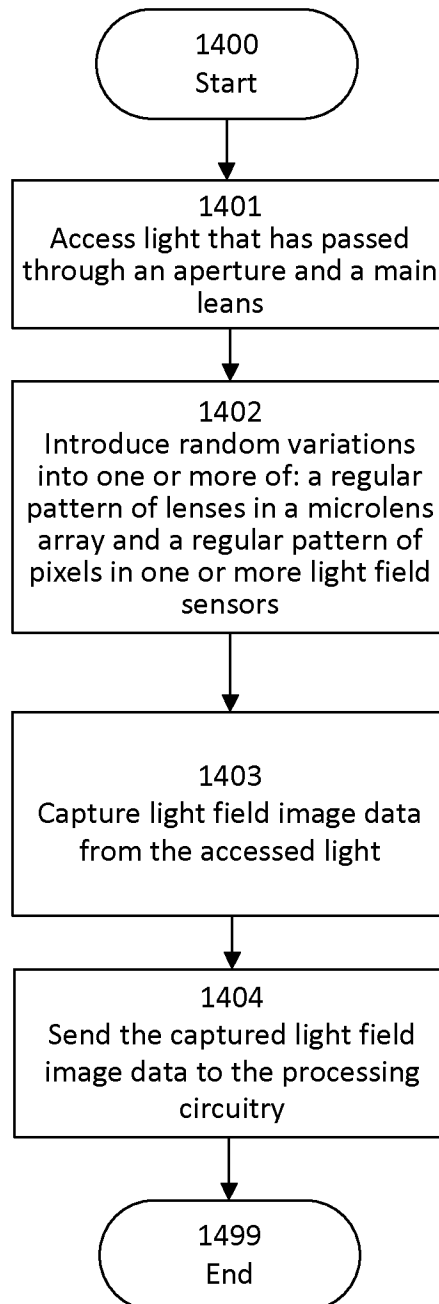 1400
Start
1401
Access light that has passed
through an aperture and a main
leans
1402
Introduce random variations
into one or more of: a regular
pattern of lenses in a microlens
array and a regular pattern of
pixels in one or more light field
sensors
1403
Capture light field image data
from the accessed light
1404
Send the captured light field
image data to the processing
circuitry
1499
End